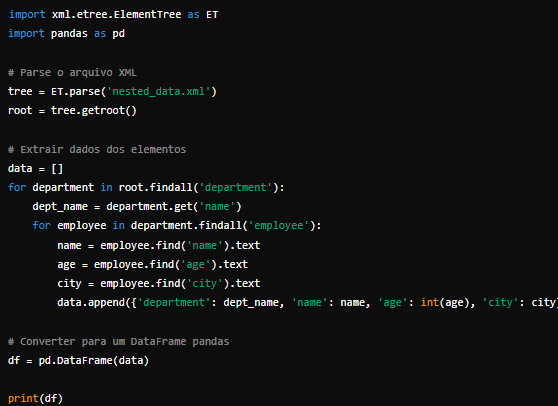 import xml.etree.ElementTree as ET
import pandas as pd
# Parse o arquivo XML
tree = ET.parse('nested_data.xml')
root = tree.getroot()
# Extrair dados dos elementos
data = []
for department in root.findall('department'):
    dept_name = department.get('name')
    for employee in department.findall('employee'):
        name = employee.find('name').text
        age = employee.find('age').text
        city = employee.find('city').text
        data.append({'department': dept_name, 'name': name, 'age': int(age), 'city': city}
# Converter para um DataFrame pandas
df = pd.DataFrame(data)
print(df)